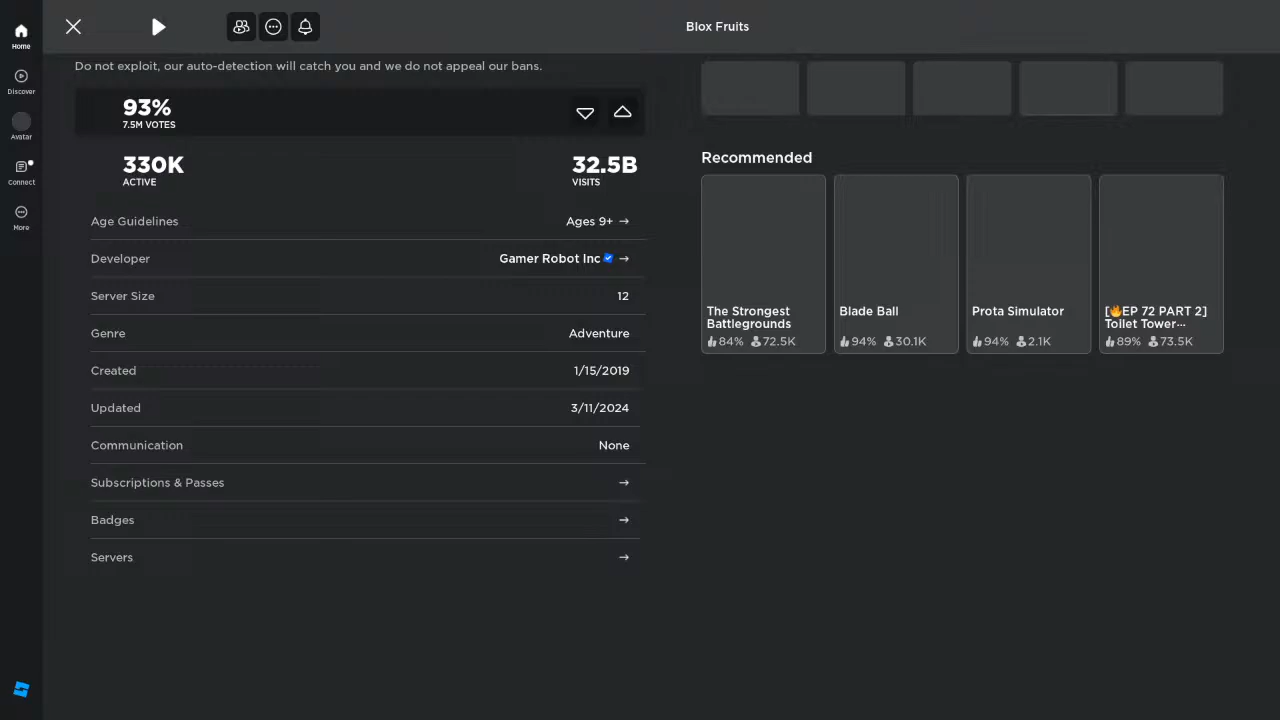 Blox Fruits
Home
Discover
Avatar
Connect
More
Do not exploit, our auto-detection will catch you and we do not appeal our bans.
93%
7.5M VOTES
330K
ACTIVE
32.5B
VISITS
Age Guidelines
Ages 9+ →
Developer
Gamer Robot Inc →
Server Size
12
Genre
Adventure
Created
1/15/2019
Updated
3/11/2024
Communication
None
Subscriptions & Passes →
Badges →
Servers →
Recommended
The Strongest
Battlegrounds
84% 72.5K
Blade Ball
94% 30.1K
Prota Simulator
94% 2.1K
[🔥EP 72 PART 2]
Toilet Tower...
89% 73.5K